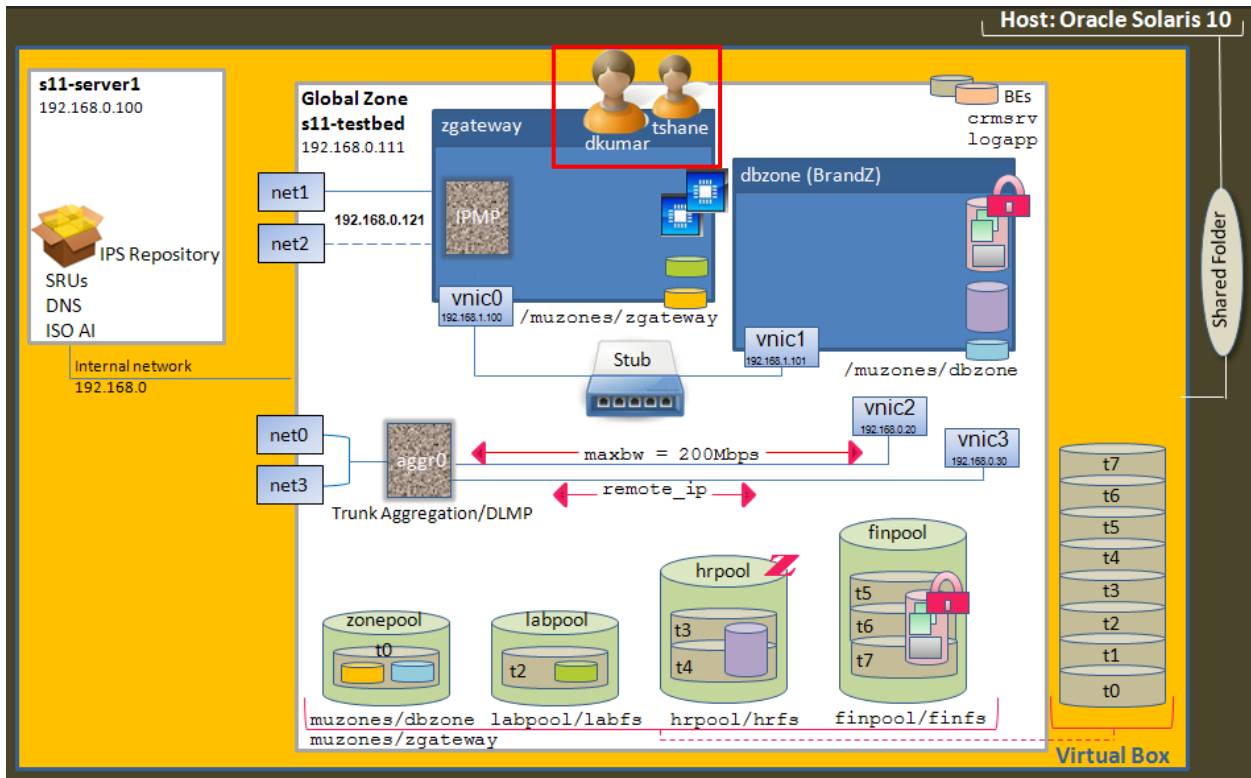 Host: Oracle Solaris 10
s11-server1
192.168.0.100
IPS Repository
SRUs
DNS
ISO AI
Internal network
192.168.0
Global Zone
s11-testbed
192.168.0.111
zgateway
dkumar
tshane
BEs
crmsrv
logapp
net1
192.168.0.121
net2
IPMP
vnic0
192.168.1.100
/muzones/zgateway
dbzone (BrandZ)
vnic1
192.168.1.101
/muzones/dbzone
Stub
Shared Folder
net0
net3
aggr0
Trunk Aggregation/DLMP
maxbw = 200Mbps
remote_ip
vnic2
192.168.0.20
vnic3
192.168.0.30
zonepool
t0
muzones/dbzone
muzones/zgateway
labpool
t2
labpool/labfs
hrpool
Z
t3
t4
hrpool/hrfs
finpool
t5
t6
t7
finpool/finfs
t7
t6
t5
t4
t3
t2
t1
t0
Virtual Box